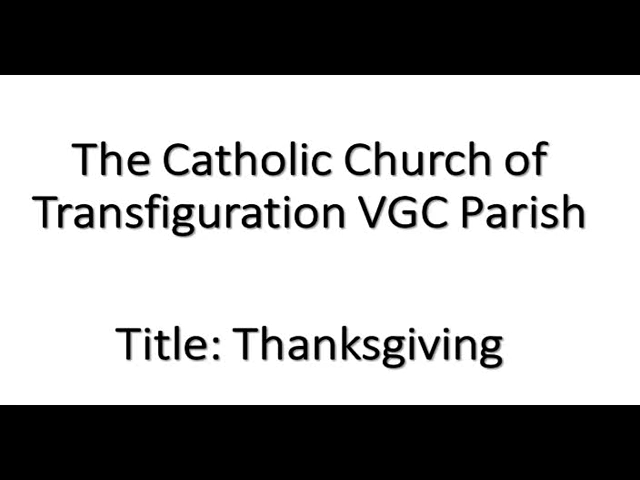 The Catholic Church of
Transfiguration VGC Parish
Title: Thanksgiving